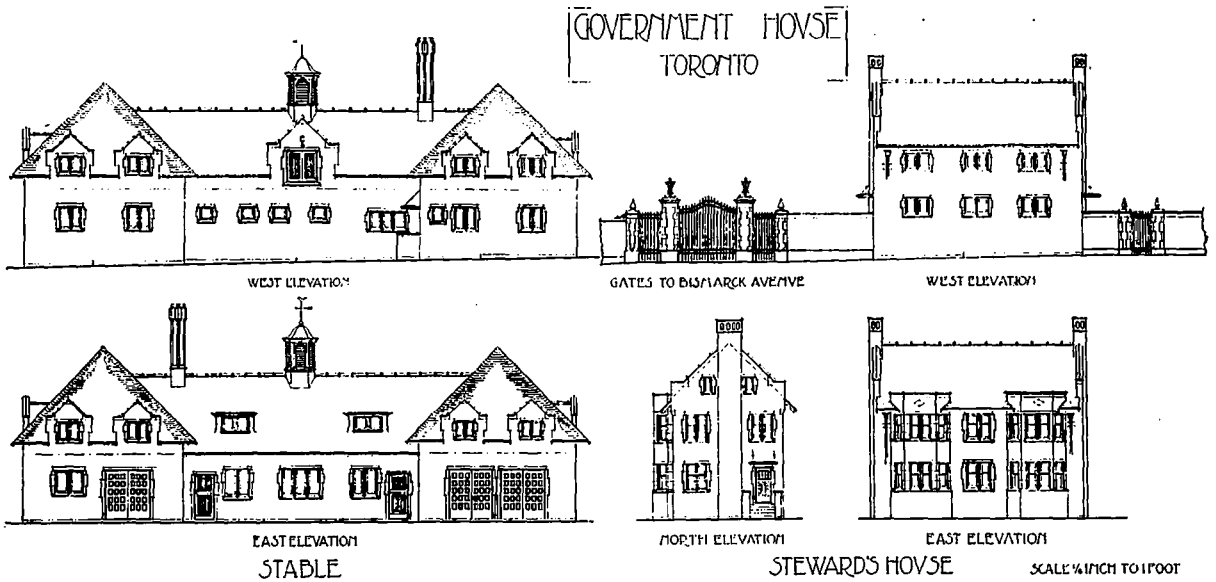 GOVERNMENT HOVSE
TORONTO
WEST ELEVATION
GATES TO BISMARCK AVENVE
WEST ELEVATION
EAST ELEVATION
STABLE
NORTH ELEVATION
EAST ELEVATION
STEWARD'S HOVSE
SCALE ⅛ INCH TO 1 FOOT